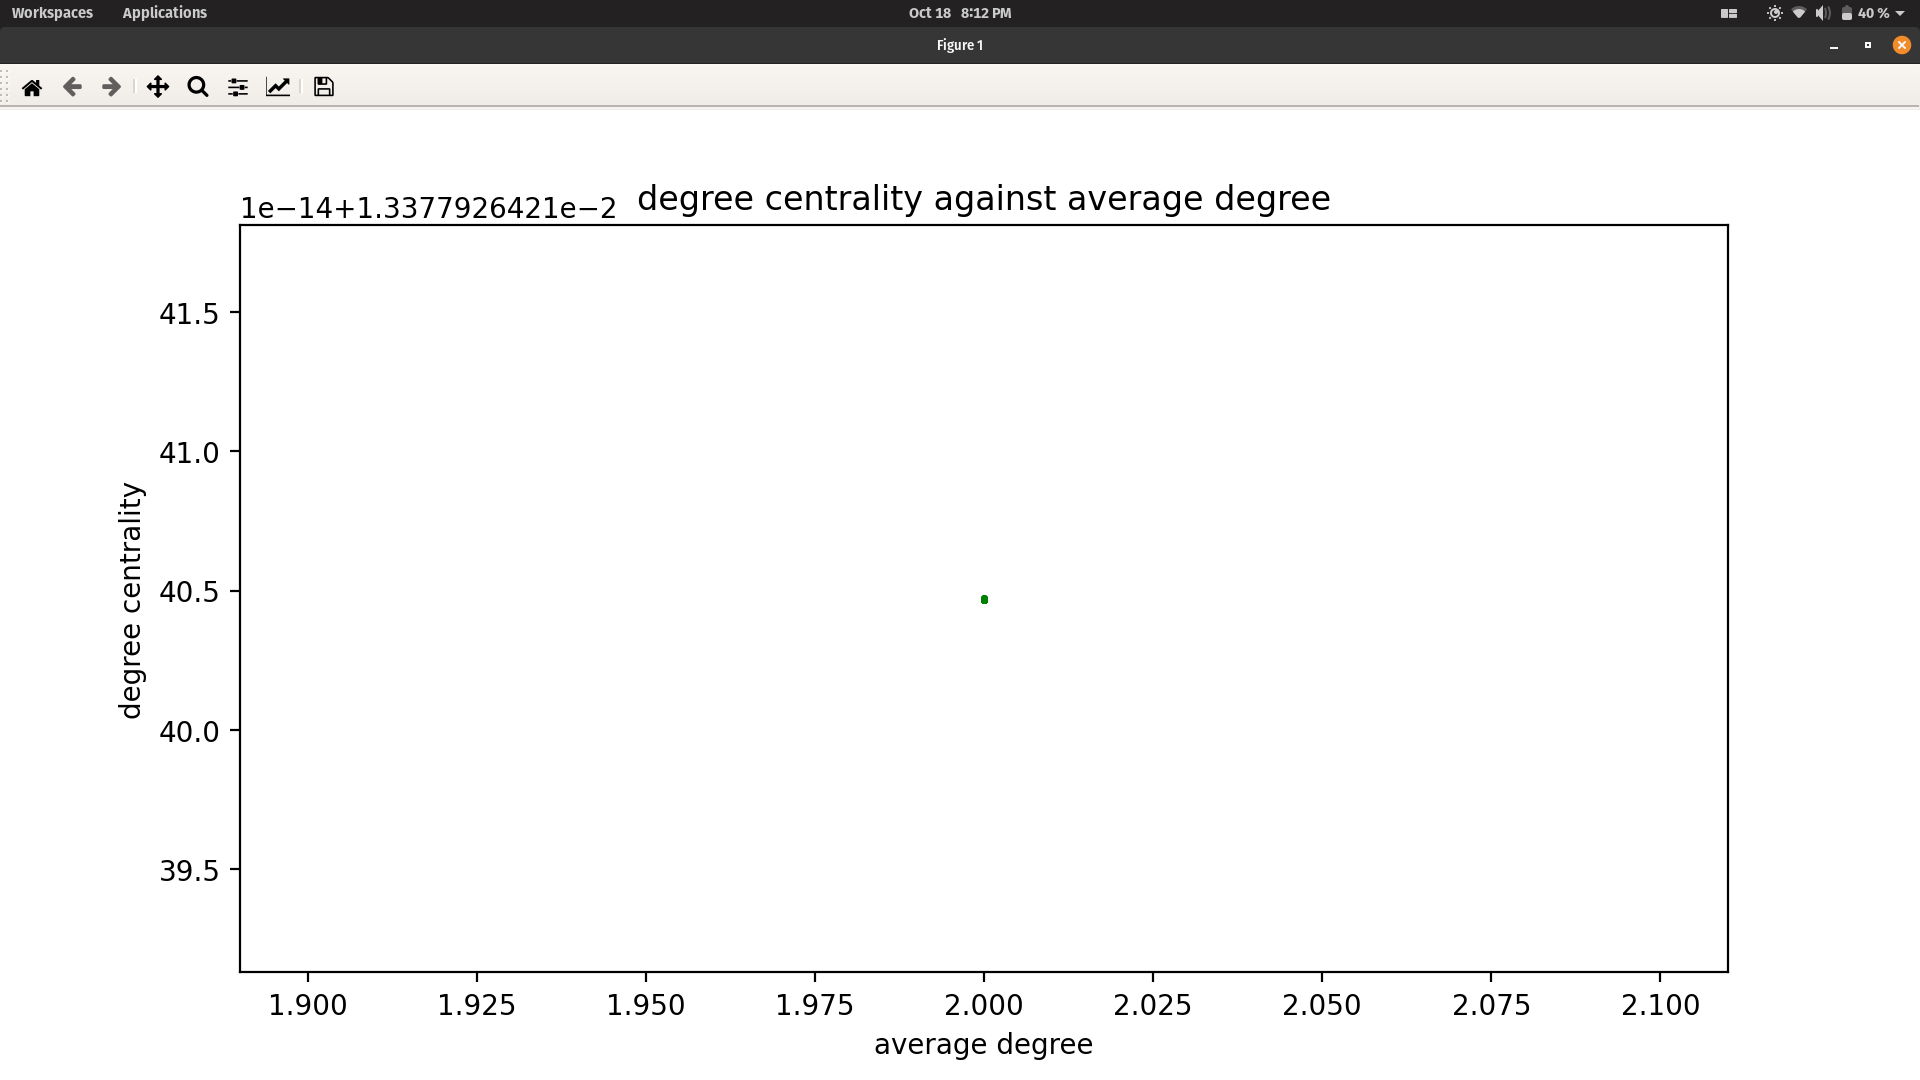 Workspaces Applications Oct 18 8:12 PM 40 %
Figure 1
1e−14+1.3377926421e−2 degree centrality against average degree
41.5
41.0
40.5
40.0
39.5
degree centrality
1.900 1.925 1.950 1.975 2.000 2.025 2.050 2.075 2.100
average degree